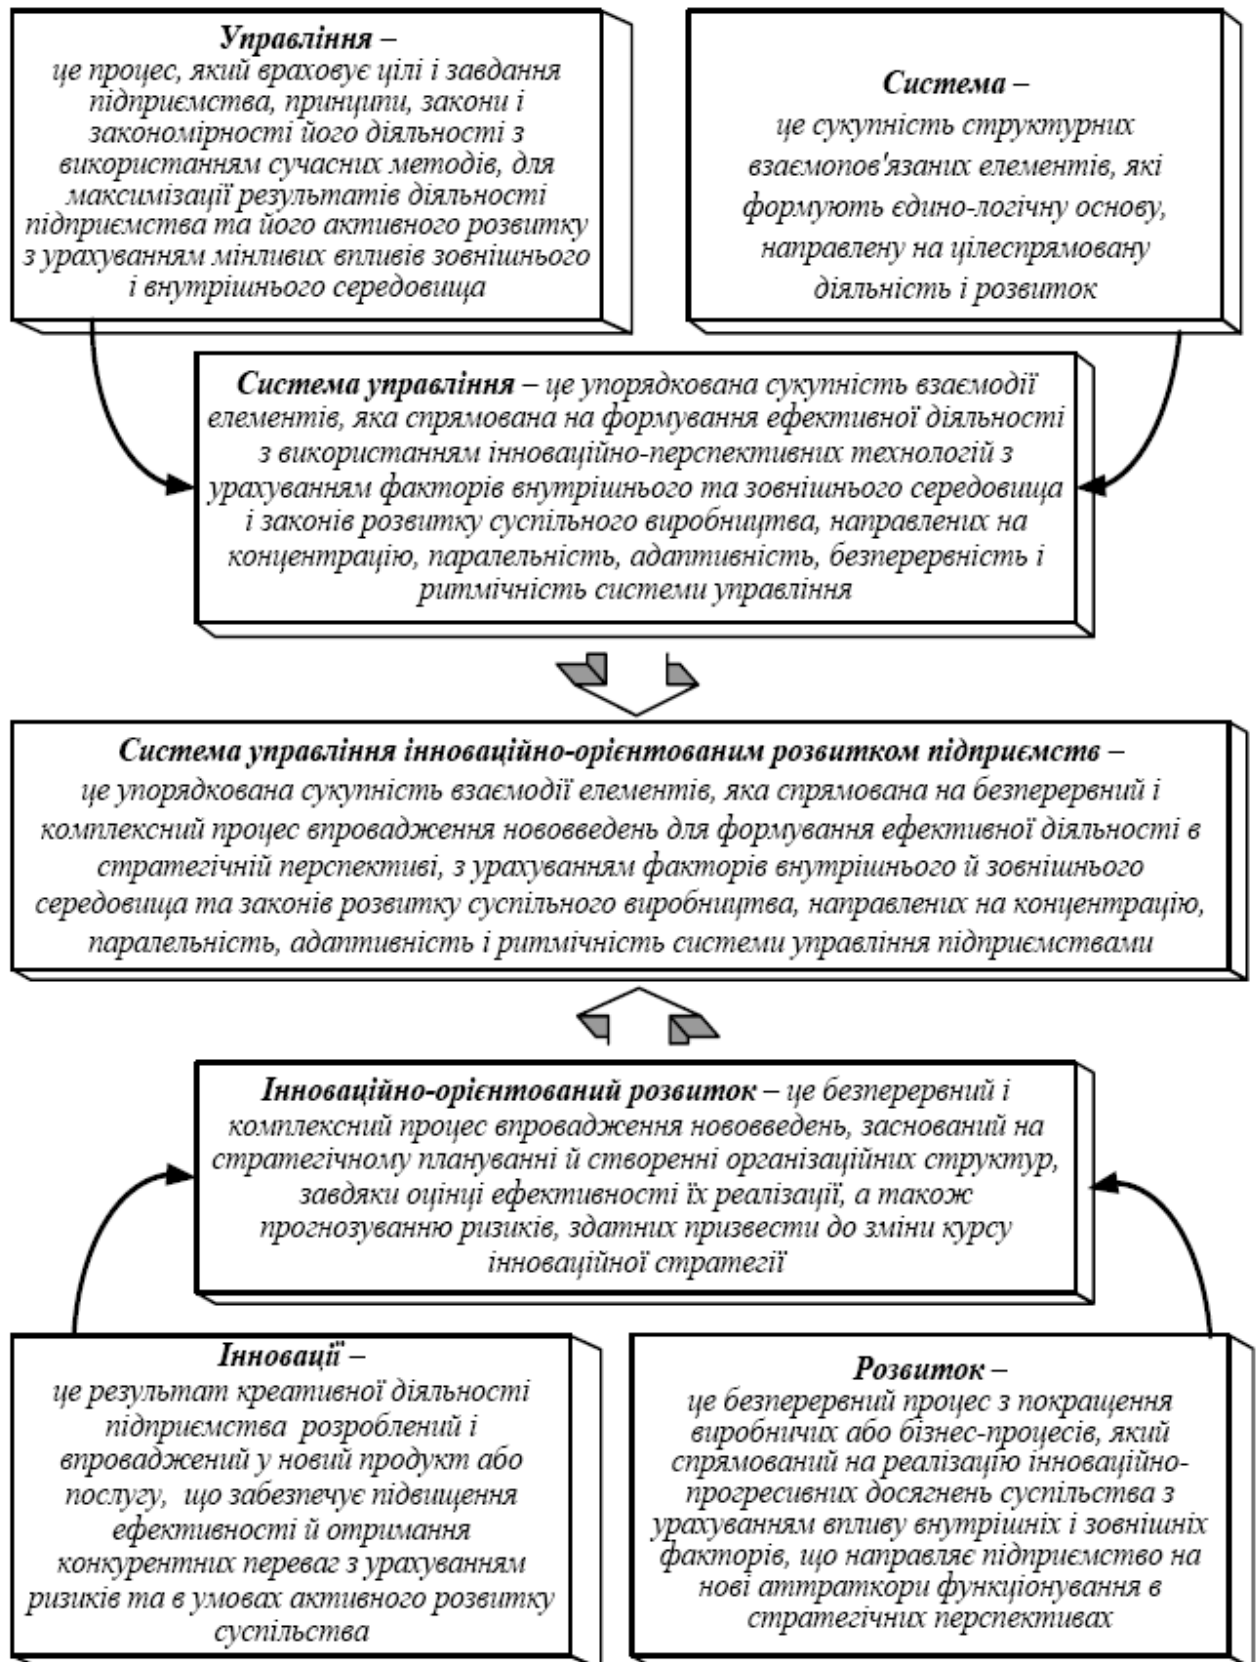 Управління –
це процес, який враховує цілі і завдання
підприємства, принципи, закони і
закономірності його діяльності з
використанням сучасних методів, для
максимізації результатів діяльності
підприємства та його активного розвитку
з урахуванням мінливих впливів зовнішнього
і внутрішнього середовища
Система –
це сукупність структурних
взаємопов'язаних елементів, які
формують єдино-логічну основу,
направлену на цілеспрямовану
діяльність і розвиток
Система управління – це упорядкована сукупність взаємодії
елементів, яка спрямована на формування ефективної діяльності
з використанням інноваційно-перспективних технологій з
урахуванням факторів внутрішнього та зовнішнього середовища
і законів розвитку суспільного виробництва, направлених на
концентрацію, паралельність, адаптивність, безперервність і
ритмічність системи управління
Система управління інноваційно-орієнтованим розвитком підприємств –
це упорядкована сукупність взаємодії елементів, яка спрямована на безперервний і
комплексний процес впровадження нововведень для формування ефективної діяльності в
стратегічній перспективі, з урахуванням факторів внутрішнього й зовнішнього
середовища та законів розвитку суспільного виробництва, направлених на концентрацію,
паралельність, адаптивність і ритмічність системи управління підприємствами
Інноваційно-орієнтований розвиток – це безперервний і
комплексний процес впровадження нововведень, заснований на
стратегічному плануванні й створенні організаційних структур,
завдяки оцінці ефективності їх реалізації, а також
прогнозуванню ризиків, здатних призвести до зміни курсу
інноваційної стратегії
Інновації –
це результат креативної діяльності
підприємства розроблений і
впроваджений у новий продукт або
послугу, що забезпечує підвищення
ефективності й отримання
конкурентних переваг з урахуванням
ризиків та в умовах активного розвитку
суспільства
Розвиток –
це безперервний процес з покращення
виробничих або бізнес-процесів, який
спрямований на реалізацію інноваційно-
прогресивних досягнень суспільства з
урахуванням впливу внутрішніх і зовнішніх
факторів, що направляє підприємство на
нові аттраткори функціонування в
стратегічних перспективах